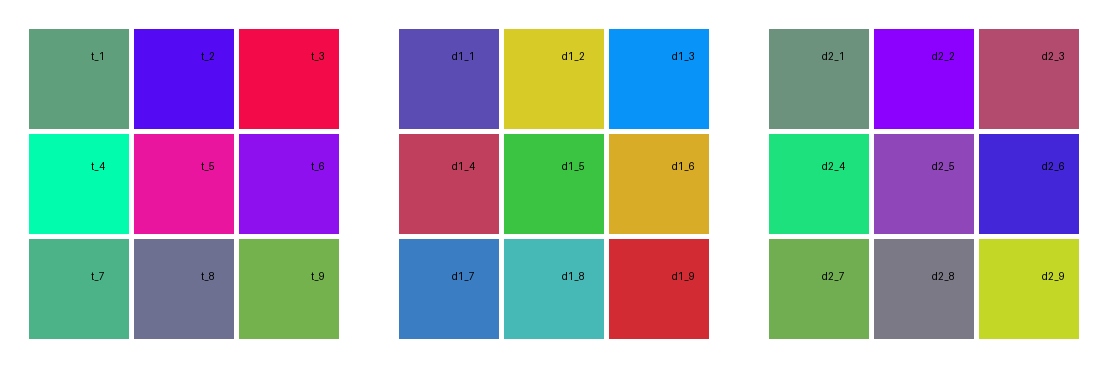 t_1 t_2 t_3 d1_1 d1_2 d1_3 d2_1 d2_2 d2_3
t_4 t_5 t_6 d1_4 d1_5 d1_6 d2_4 d2_5 d2_6
t_7 t_8 t_9 d1_7 d1_8 d1_9 d2_7 d2_8 d2_9